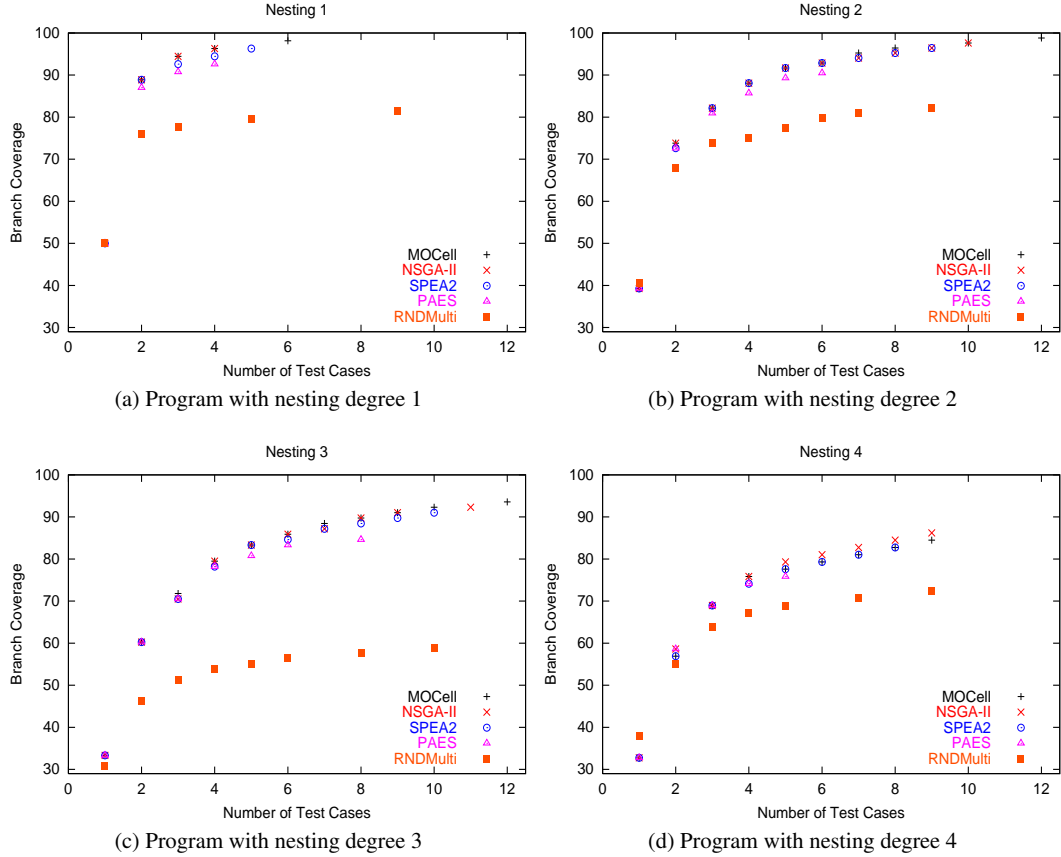 Nesting 1
100
90
80
70
60
50
40
30
Branch Coverage
MOCell
NSGA-II
SPEA2
PAES
RNDMulti
0 2 4 6 8 10 12
Number of Test Cases
(a) Program with nesting degree 1
Nesting 2
100
90
80
70
60
50
40
30
Branch Coverage
MOCell
NSGA-II
SPEA2
PAES
RNDMulti
0 2 4 6 8 10 12
Number of Test Cases
(b) Program with nesting degree 2
Nesting 3
100
90
80
70
60
50
40
30
Branch Coverage
MOCell
NSGA-II
SPEA2
PAES
RNDMulti
0 2 4 6 8 10 12
Number of Test Cases
(c) Program with nesting degree 3
Nesting 4
100
90
80
70
60
50
40
30
Branch Coverage
MOCell
NSGA-II
SPEA2
PAES
RNDMulti
0 2 4 6 8 10 12
Number of Test Cases
(d) Program with nesting degree 4